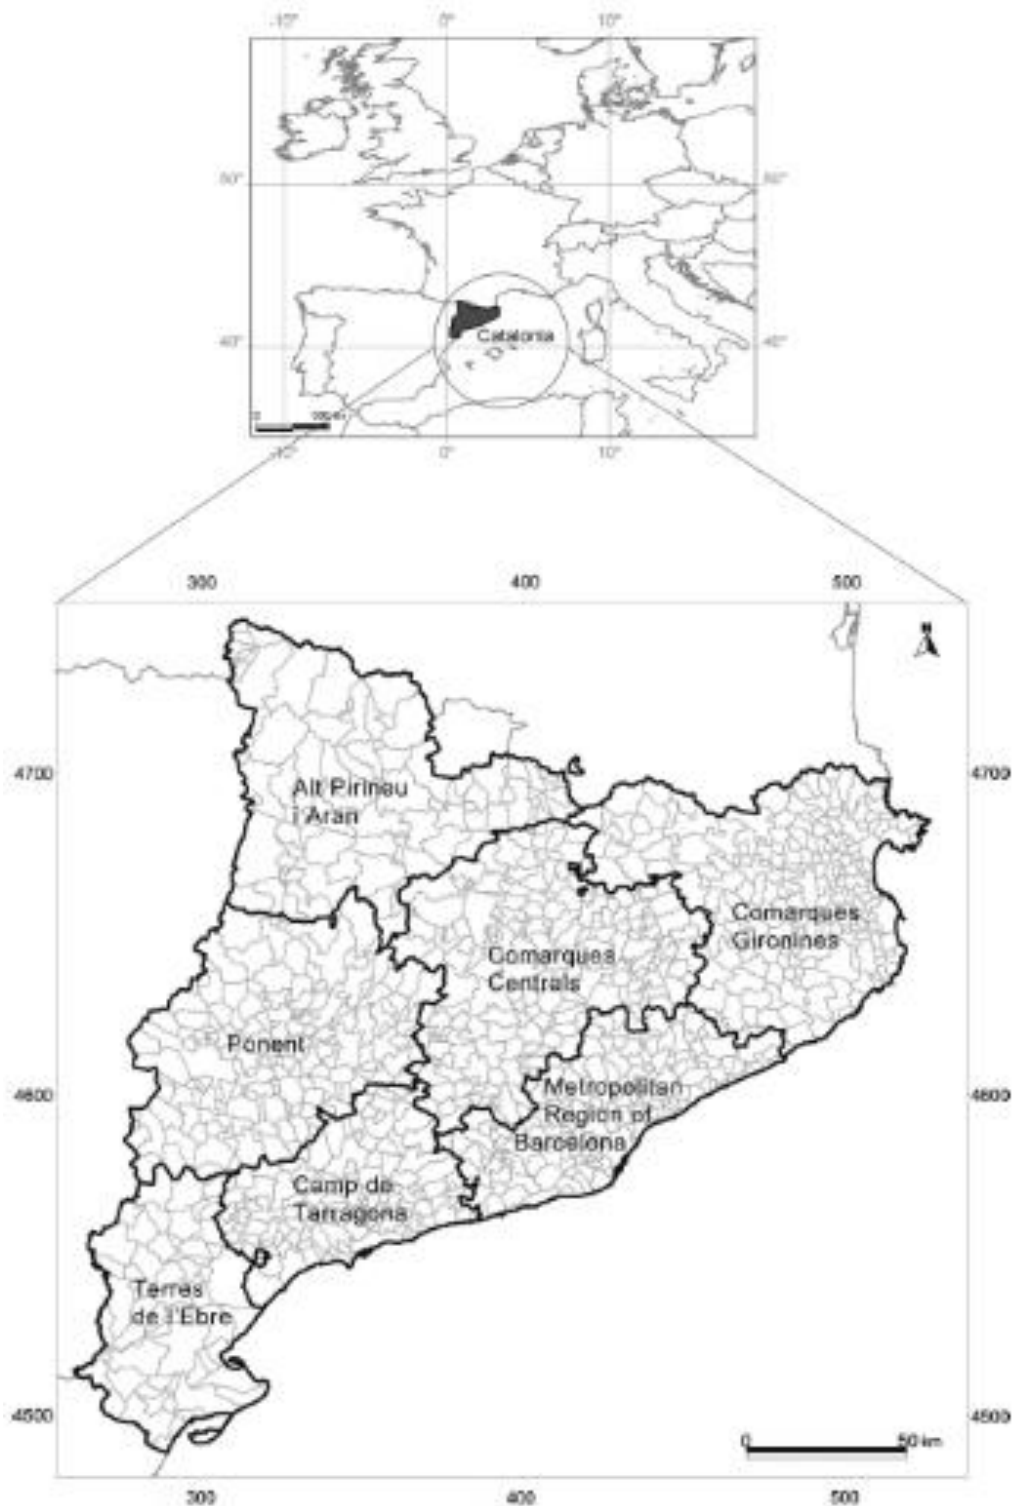 -10°
0°
10°
50°
50°
Catalonia
40°
40°
0
-10°
0°
10°
300
400
500
N
4700
4700
Alt Pirineu
i Aran
Comarques
Gironines
Comarques
Centrals
Ponent
4600
4600
Metropolitan
Region of
Barcelona
Camp de
Tarragona
Terres
de l'Ebre
4500
4500
0
50 km
300
400
500